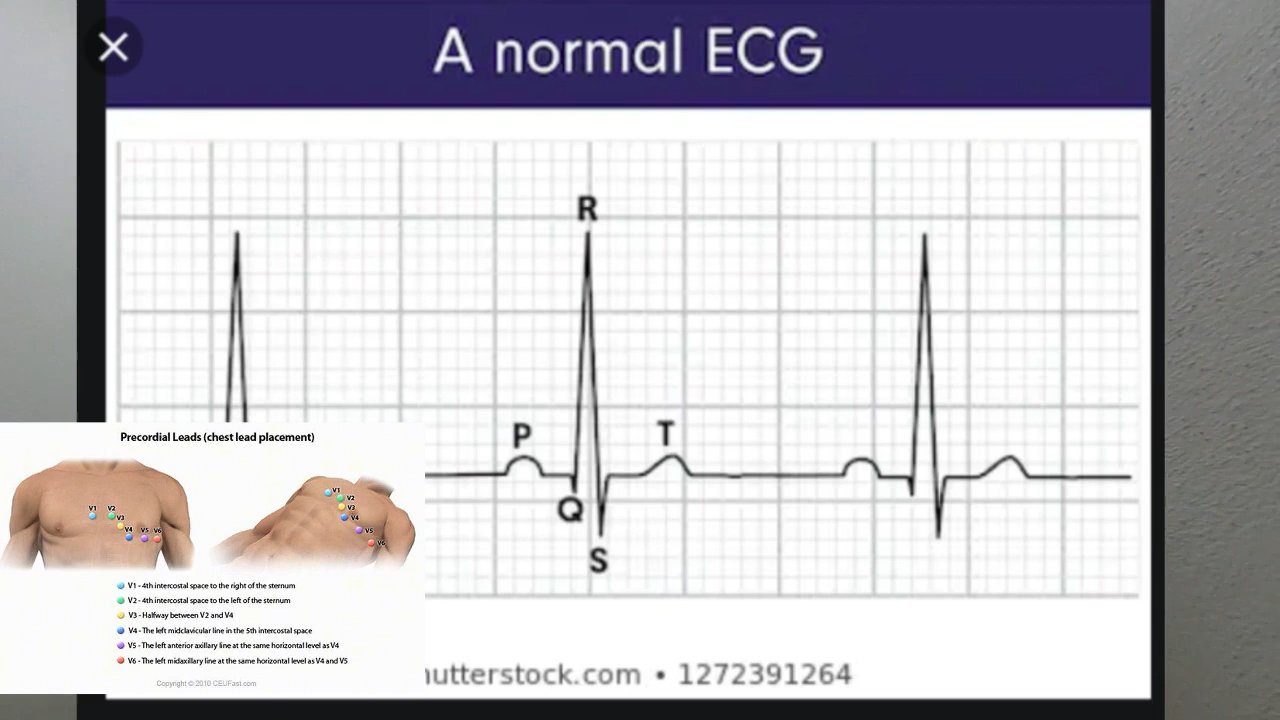 A normal ECG
R
P
T
Q
S
Precordial Leads (chest lead placement)
V1
V2
V3
V4
V5
V6
V1
V2
V3
V4
V5
V6
V1 - 4th intercostal space to the right of the sternum
V2 - 4th intercostal space to the left of the sternum
V3 - Halfway between V2 and V4
V4 - The left midclavicular line in the 5th intercostal space
V5 - The left anterior axillary line at the same horizontal level as V4
V6 - The left midaxillary line at the same horizontal level as V4 and V5
Copyright © 2010 CEUFast.com
utterstock.com • 1272391264